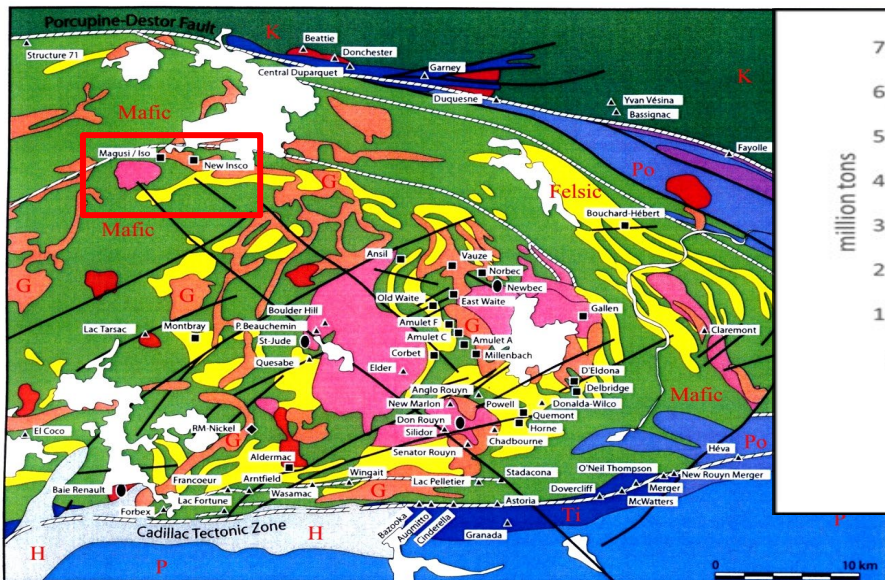 Porcupine-Destor Fault
K
Beattie
Donchester
Structure 71
Central Duparquet
Garney
K
Duquesne
Yvan Vésina
Bassignac
Mafic
Fayolle
Magusi / Iso
New Insco
Po
G
Felsic
Mafic
Bouchard-Hébert
Ansil
Vauze
Norbec
G
G
Newbec
Old Waite
East Waite
Boulder Hill
Gallen
Lac Tarsac
Montbray
P. Beauchemin
Amulet F
G
St-Jude
Amulet C
Amulet A
Claremont
Quesabe
Corbet
Millenbach
Elder
D'Eldona
Anglo Rouyn
Delbridge
Mafic
New Marlon
Powell
Donalda-Wilco
El Coco
RM-Nickel
G
Don Rouyn
Quemont
Silidor
Horne
Chadbourne
Po
Aldermac
Senator Rouyn
Héva
O'Neil Thompson
Baie Renault
Francoeur
Arntfield
Wingait
Lac Pelletier
Stadacona
New Rouyn Merger
Wasamac
G
Dovercliff
Merger
Lac Fortune
Astoria
McWatters
Forbex
Bazooka
Augmitto
Cinderella
Ti
Cadillac Tectonic Zone
H
Granada
H
P
P
0
10 km
7
6
5
4
3
2
1
million tons